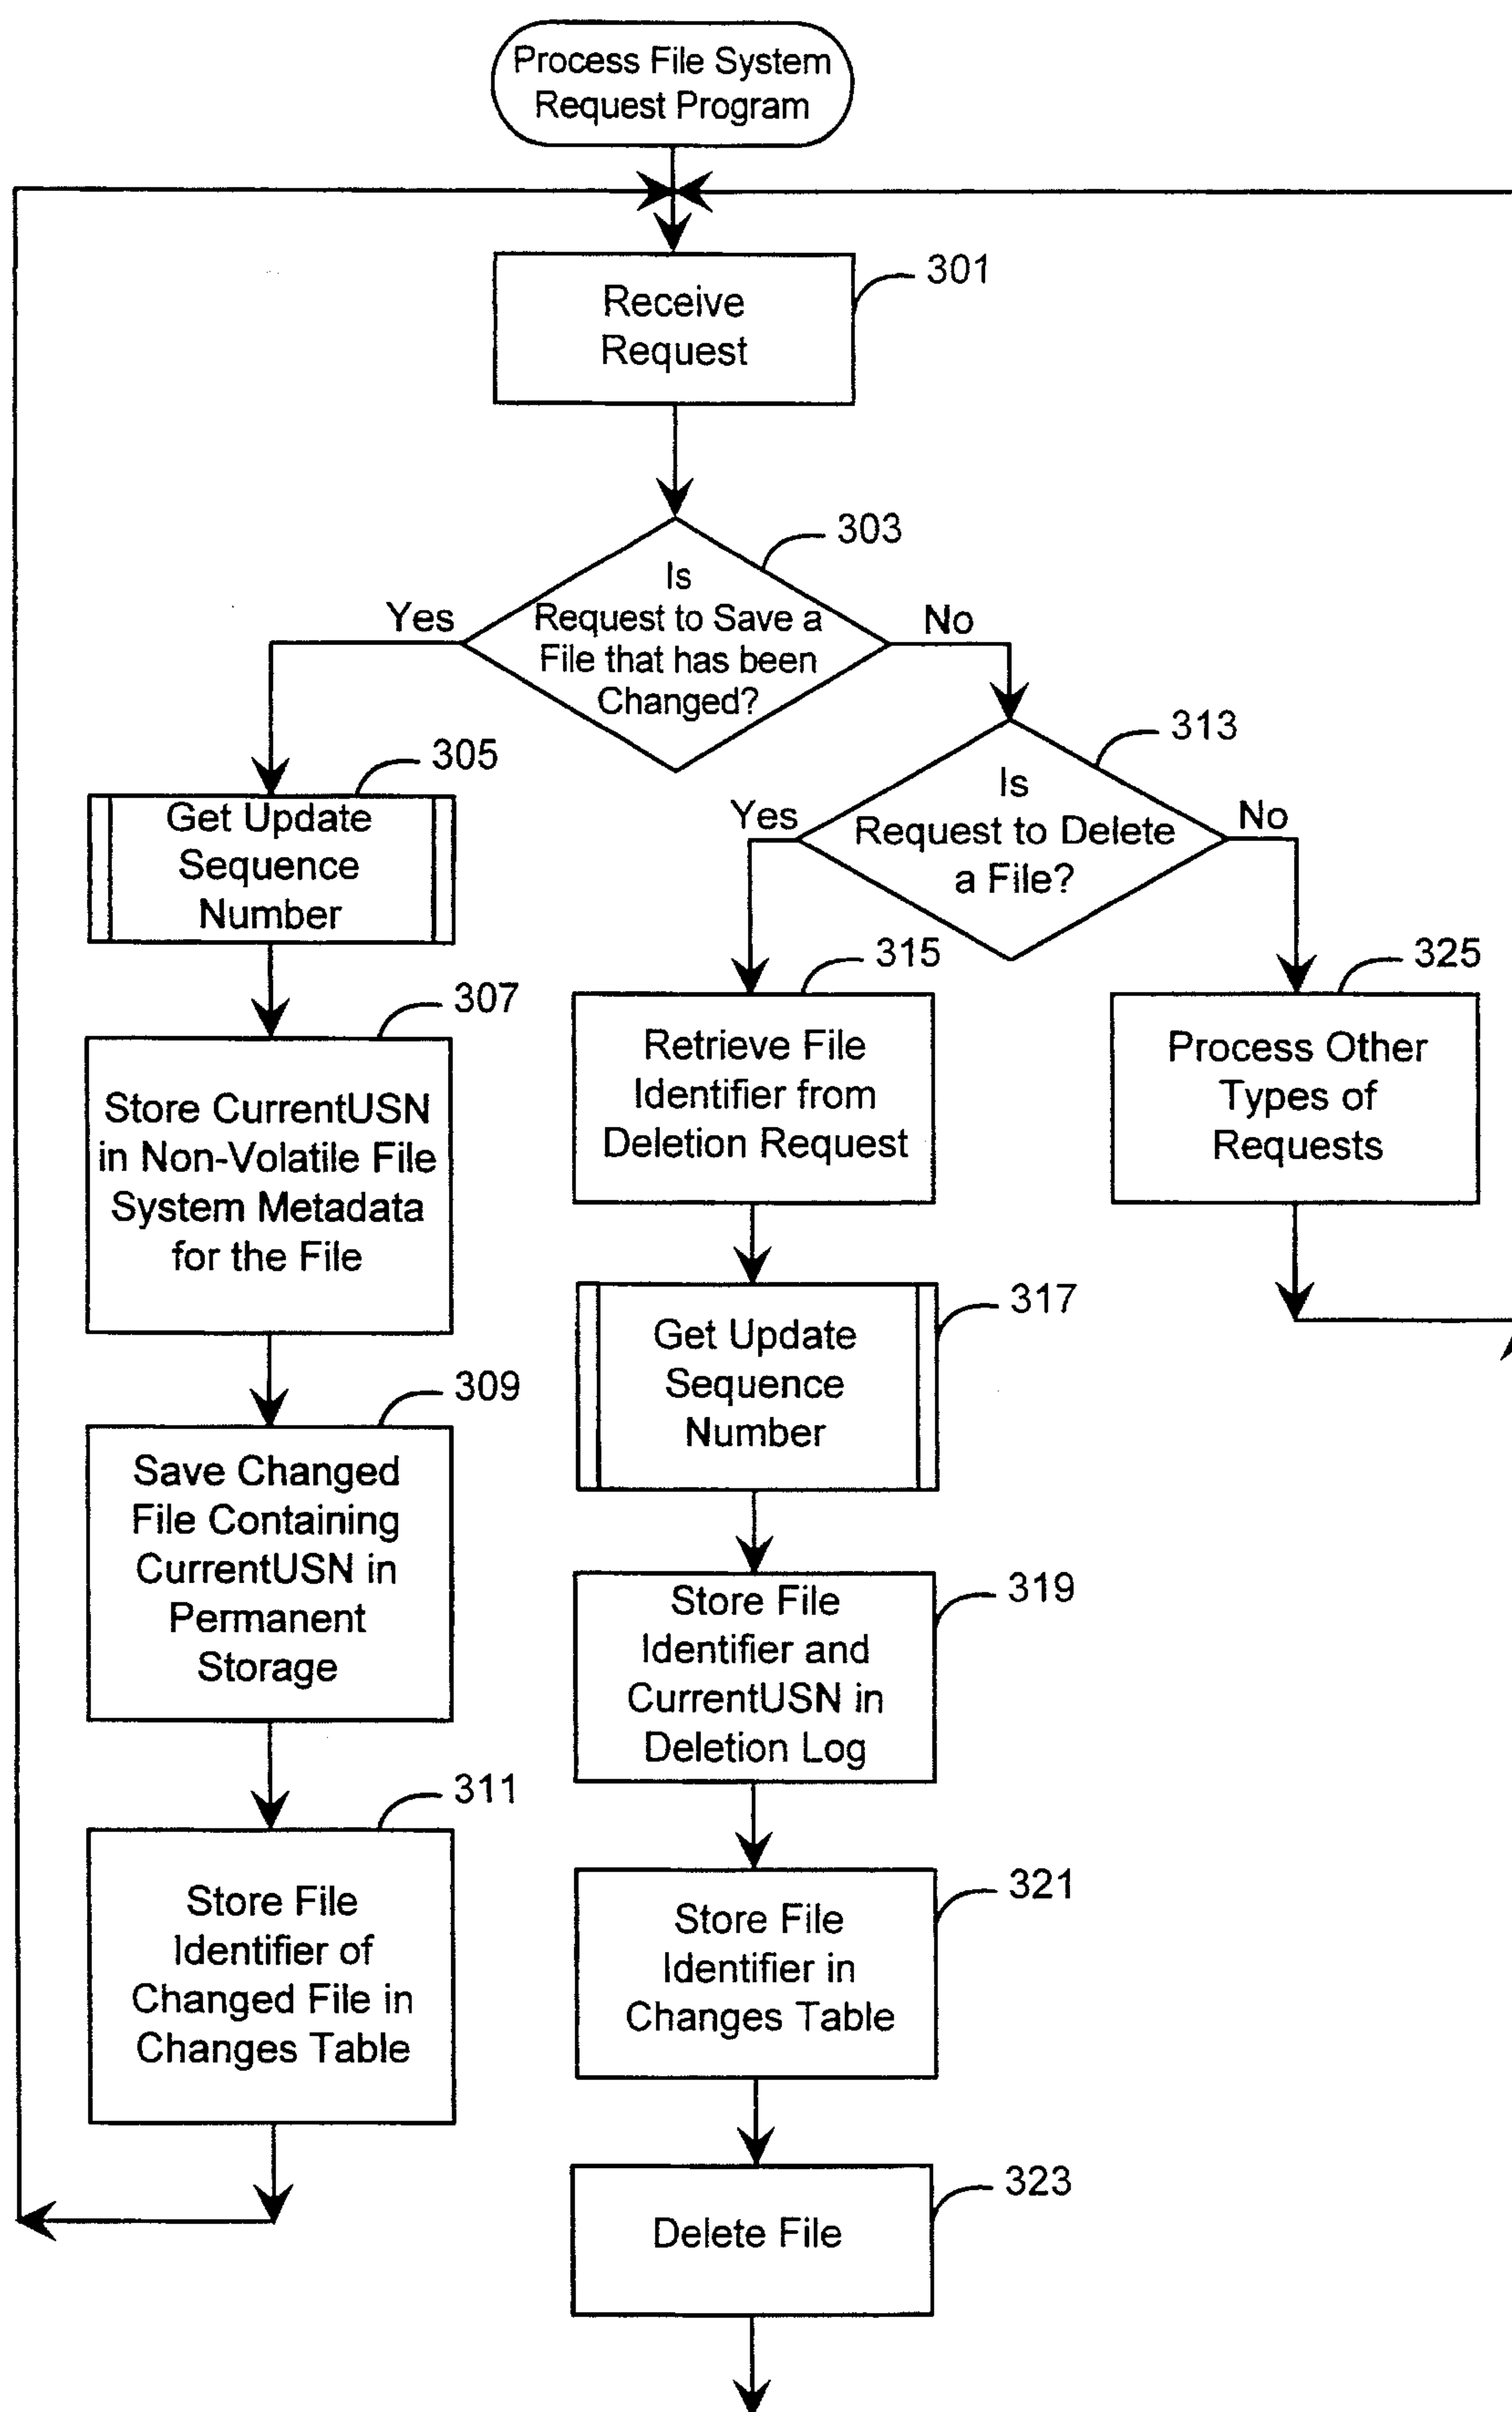 Process File System
Request Program
301
Receive
Request
303
Is
Request to Save a
File that has been
Changed?
Yes
No
305
Get Update
Sequence
Number
307
Store CurrentUSN
in Non-Volatile File
System Metadata
for the File
309
Save Changed
File Containing
CurrentUSN in
Permanent
Storage
311
Store File
Identifier of
Changed File in
Changes Table
313
Is
Request to Delete
a File?
Yes
No
315
Retrieve File
Identifier from
Deletion Request
317
Get Update
Sequence
Number
319
Store File
Identifier and
CurrentUSN in
Deletion Log
321
Store File
Identifier in
Changes Table
323
Delete File
325
Process Other
Types of
Requests